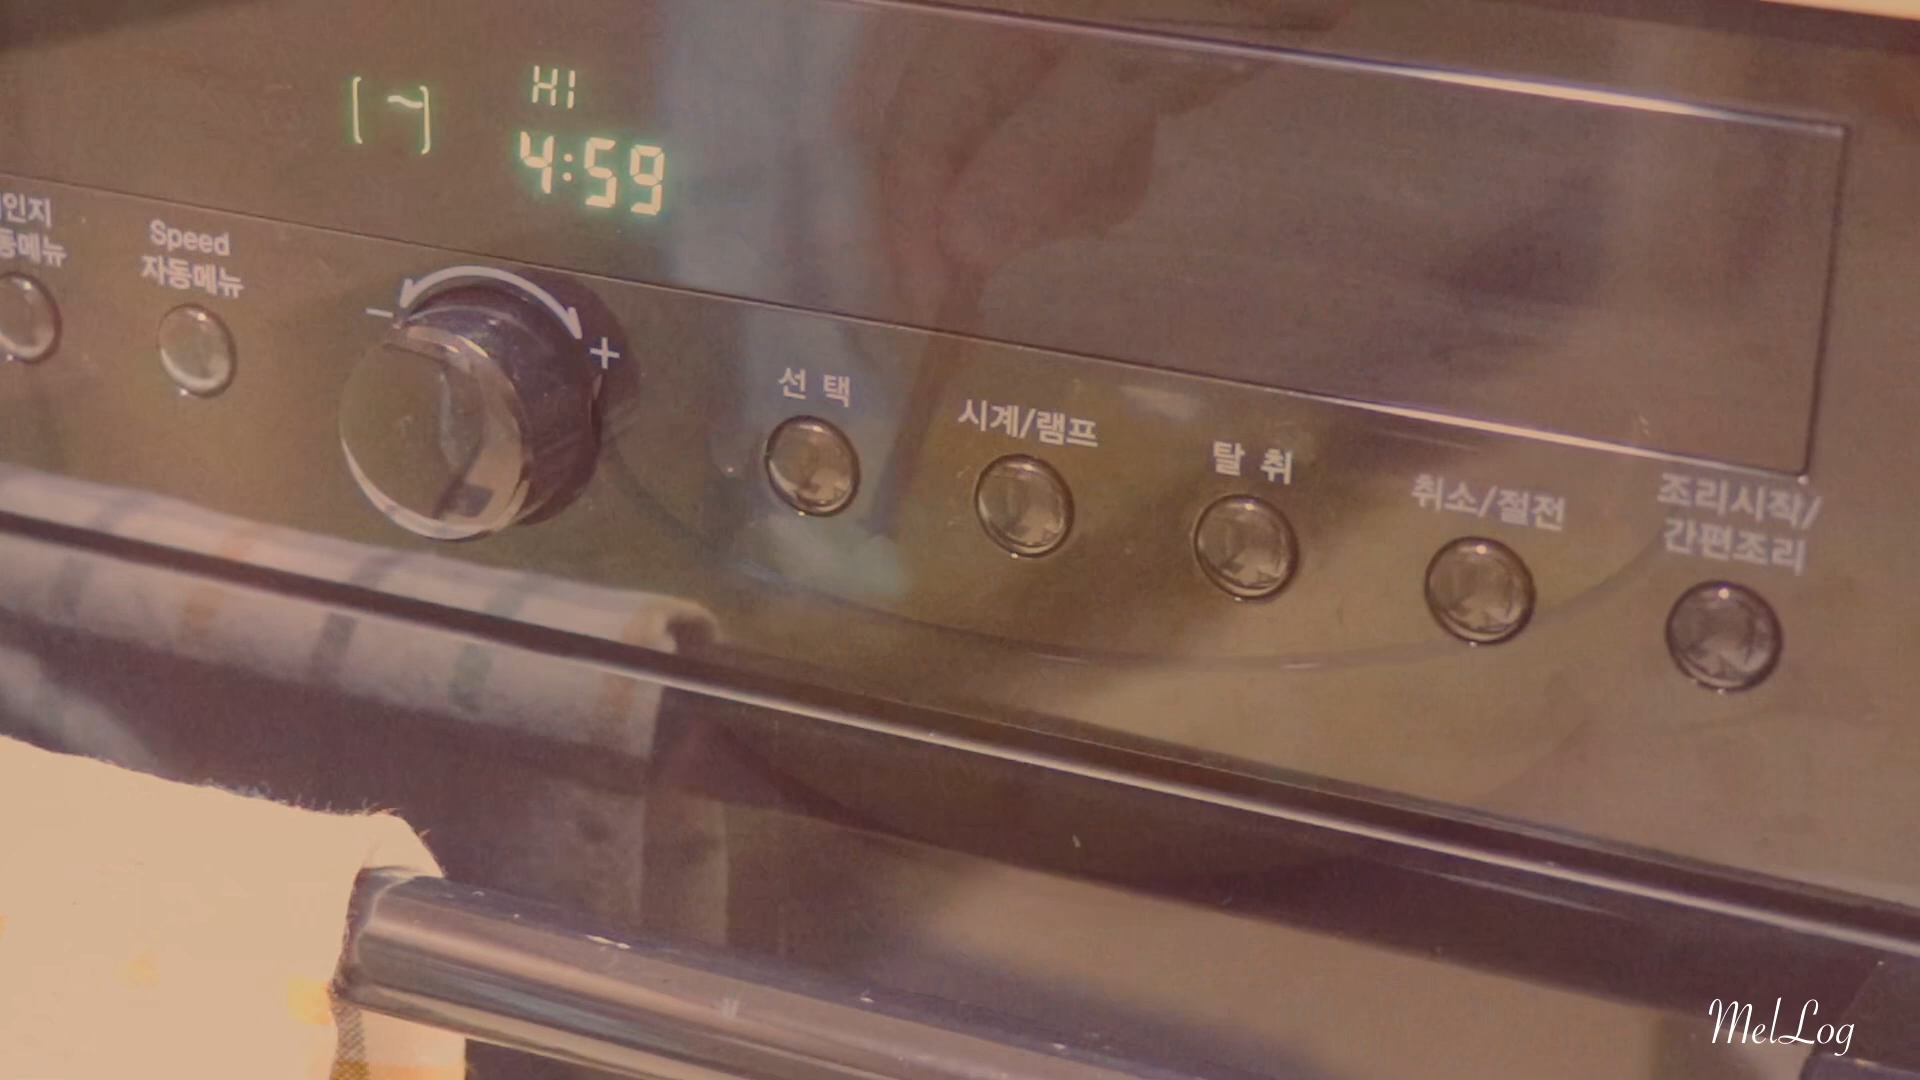 HI
4:59
인지
동메뉴
Speed
자동메뉴
−
+
선 택
시계/램프
탈 취
취소/절전
조리시작/
간편조리
MelLog